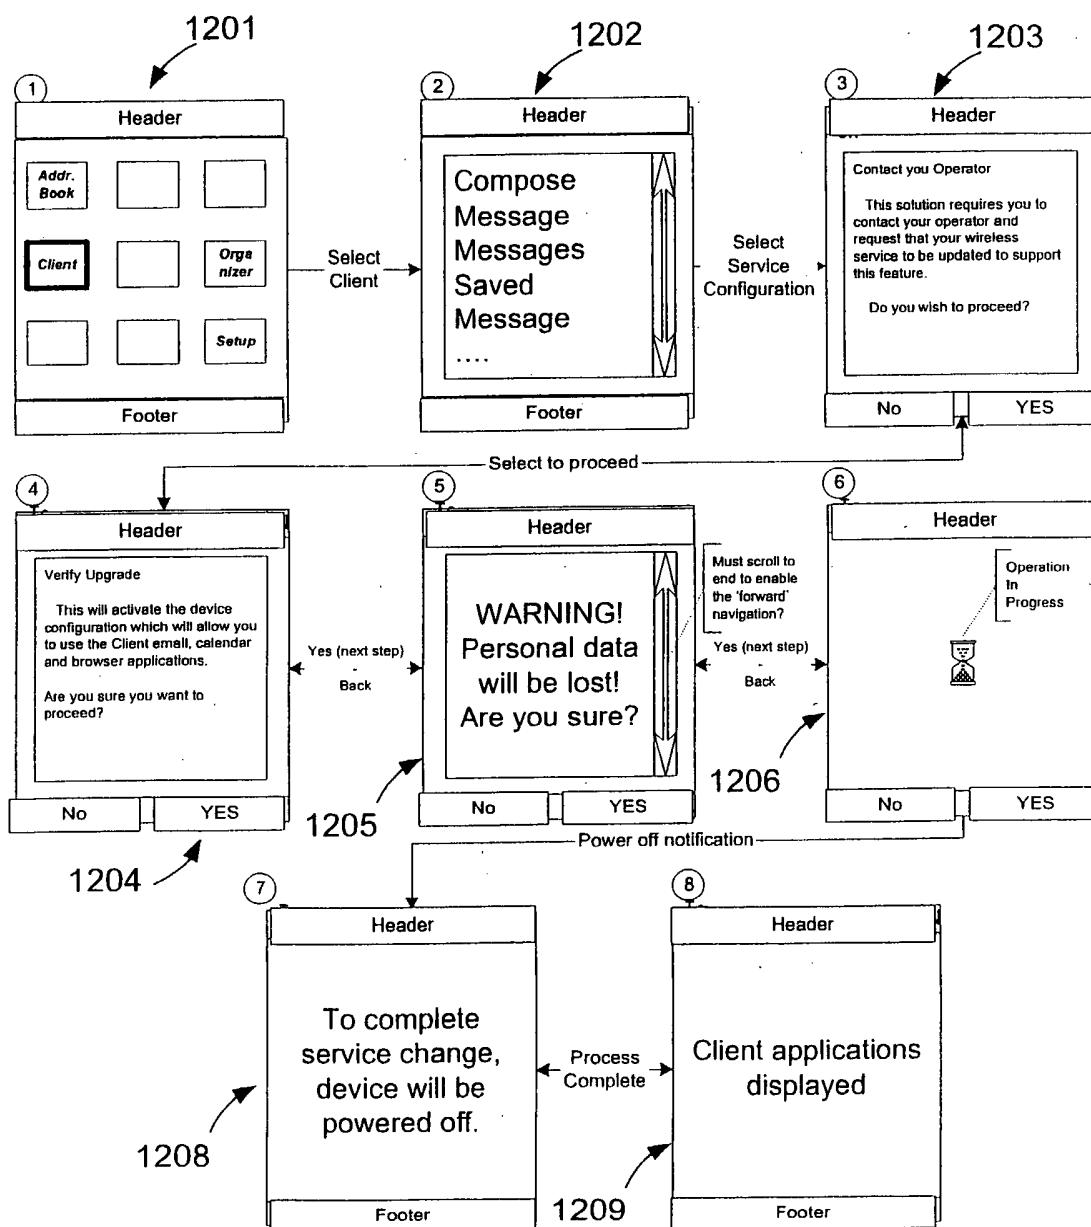 1201
1202
1203
1
2
3
Header
Header
Header
Addr.
Book
Client
Orga
nizer
Setup
Footer
Select
Client
Compose
Message
Messages
Saved
Message
....
Footer
Select
Service
Configuration
Contact you Operator
This solution requires you to
contact your operator and
request that your wireless
service to be updated to support
this feature.
Do you wish to proceed?
No
YES
Select to proceed
4
5
6
Header
Header
Header
Verify Upgrade
This will activate the device
configuration which will allow you
to use the Client email, calendar
and browser applications.
Are you sure you want to
proceed?
No
YES
1204
Yes (next step)
-
Back
WARNING!
Personal data
will be lost!
Are you sure?
No
YES
1205
Must scroll to
end to enable
the 'forward'
navigation?
Yes (next step)
-
Back
1206
Operation
In
Progress
No
YES
Power off notification
7
8
Header
Header
To complete
service change,
device will be
powered off.
Footer
1208
Process
Complete
Client applications
displayed
Footer
1209